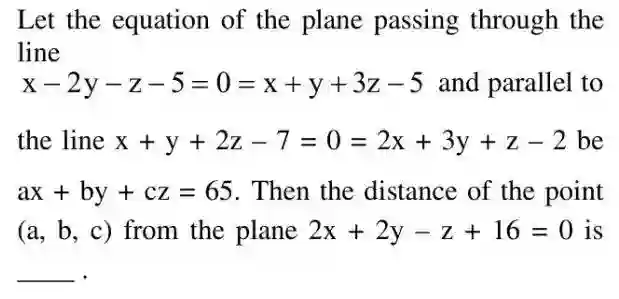 Let the equation of the plane passing through the
line
x – 2y – z – 5 = 0 = x + y + 3z – 5 and parallel to
the line x + y + 2z – 7 = 0 = 2x + 3y + z – 2 be
ax + by + cz = 65. Then the distance of the point
(a, b, c) from the plane 2x + 2y – z + 16 = 0 is
____ .